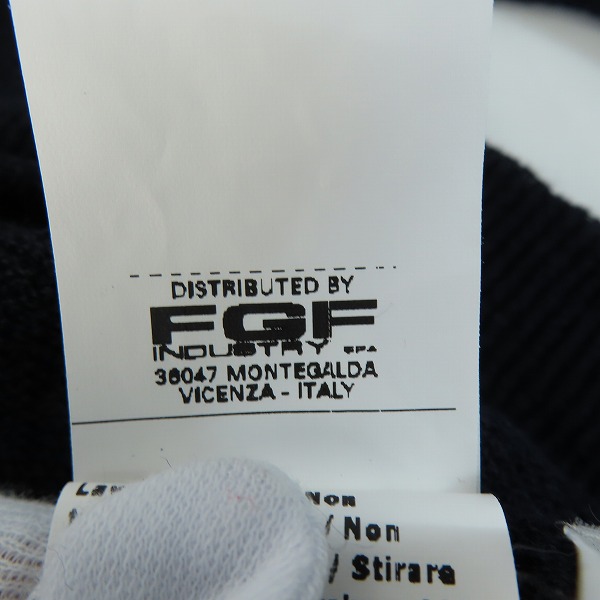 DISTRIBUTED BY
FGF
INDUSTRY SPA
36047 MONTEGALDA
VICENZA - ITALY
Non
/ Non
/ Stirare